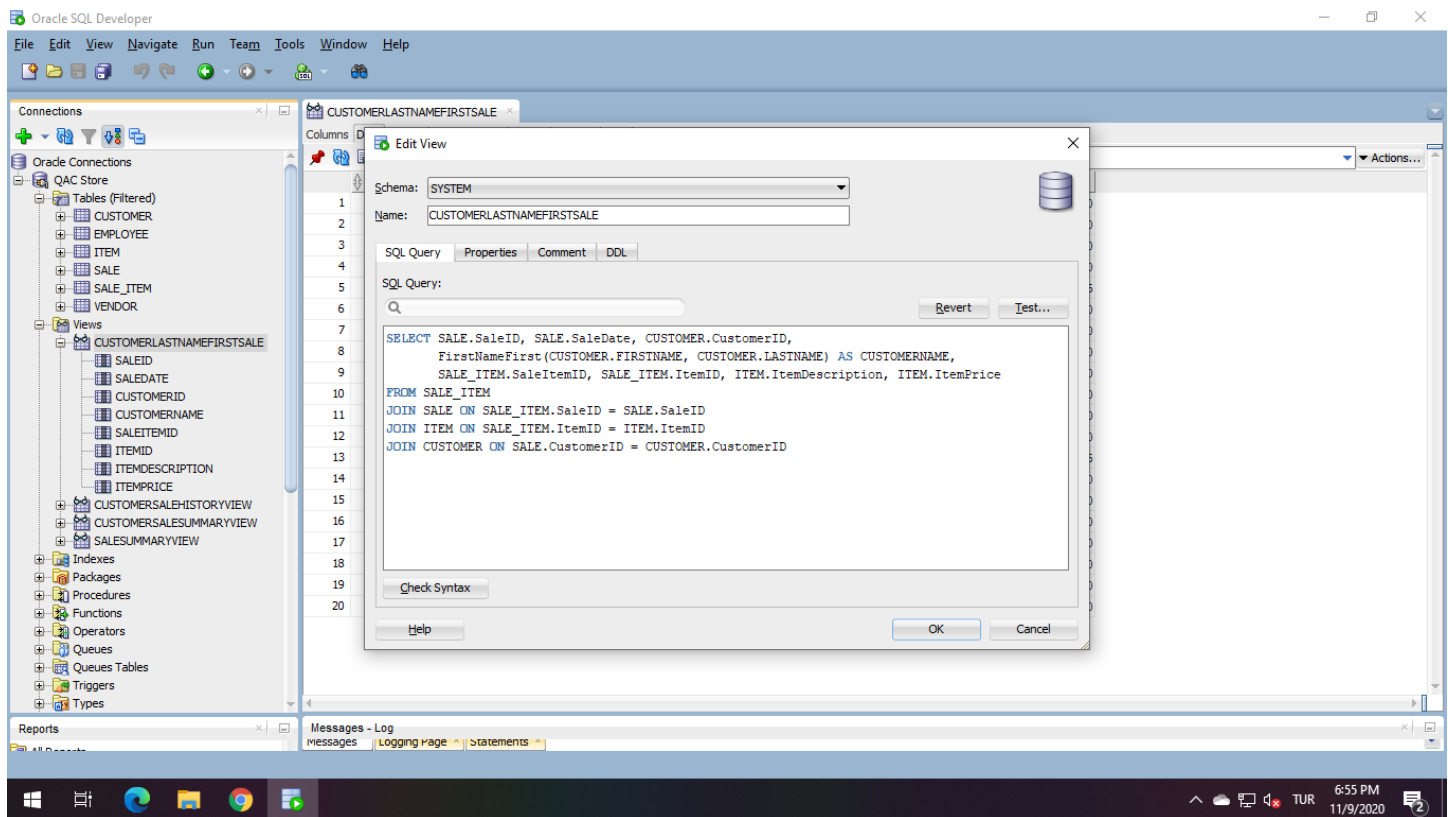 Oracle SQL Developer
File Edit View Navigate Run Team Tools Window Help
Connections
Oracle Connections
QAC Store
Tables (Filtered)
CUSTOMER
EMPLOYEE
ITEM
SALE
SALE_ITEM
VENDOR
Views
CUSTOMERLASTNAMEFIRSTSALE
SALEID
SALEDATE
CUSTOMERID
CUSTOMERNAME
SALEITEMID
ITEMID
ITEMDESCRIPTION
ITEMPRICE
CUSTOMERSALEHISTORYVIEW
CUSTOMERSALESUMMARYVIEW
SALESUMMARYVIEW
Indexes
Packages
Procedures
Functions
Operators
Queues
Queues Tables
Triggers
Types
Reports
CUSTOMERLASTNAMEFIRSTSALE
Columns
Actions...
1
2
3
4
5
6
7
8
9
10
11
12
13
14
15
16
17
18
19
20
Edit View
Schema: SYSTEM
Name: CUSTOMERLASTNAMEFIRSTSALE
SQL Query Properties Comment DDL
SQL Query:
Revert Test...
SELECT SALE.SaleID, SALE.SaleDate, CUSTOMER.CustomerID,
FirstNameFirst(CUSTOMER.FIRSTNAME, CUSTOMER.LASTNAME) AS CUSTOMERNAME,
SALE_ITEM.SaleItemID, SALE_ITEM.ItemID, ITEM.ItemDescription, ITEM.ItemPrice
FROM SALE_ITEM
JOIN SALE ON SALE_ITEM.SaleID = SALE.SaleID
JOIN ITEM ON SALE_ITEM.ItemID = ITEM.ItemID
JOIN CUSTOMER ON SALE.CustomerID = CUSTOMER.CustomerID
Check Syntax
Help OK Cancel
Messages - Log
Messages Logging Page Statements
TUR
6:55 PM
11/9/2020
2